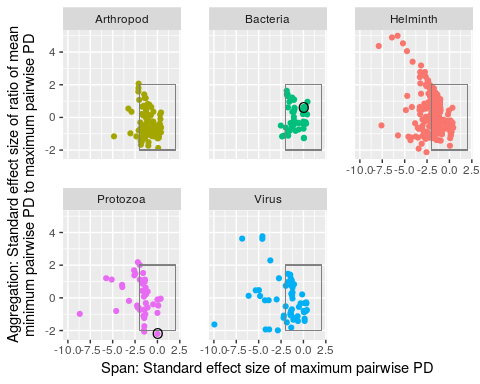 Arthropod Bacteria Helminth
4
2
0
-2
-10.0 -7.5 -5.0 -2.5 0.0 2.5
Protozoa Virus
4
2
0
-2
-10.0 -7.5 -5.0 -2.5 0.0 2.5 -10.0 -7.5 -5.0 -2.5 0.0 2.5
Span: Standard effect size of maximum pairwise PD
Aggregation: Standard effect size of ratio of mean
minimum pairwise PD to maximum pairwise PD